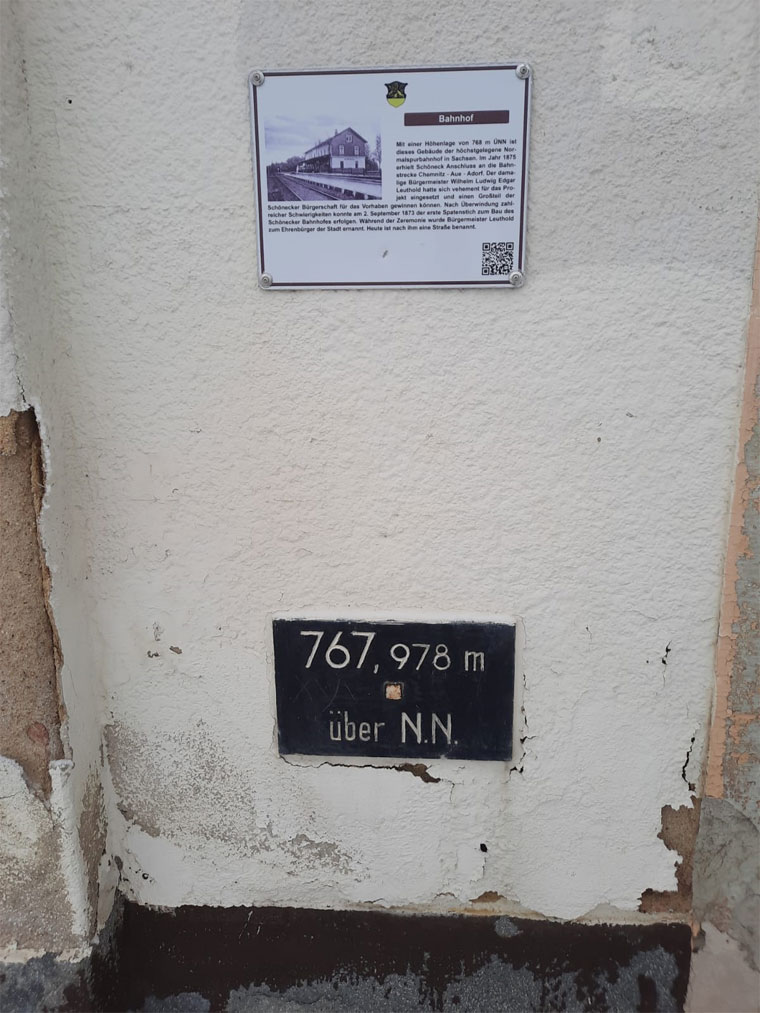 Bahnhof
Mit einer Höhenlage von 768 m ÜNN ist
dieses Gebäude der höchstgelegene Nor-
malspurbahnhof in Sachsen. Im Jahr 1875
erhielt Schöneck Anschluss an die Bahn-
strecke Chemnitz - Aue - Adorf. Der dama-
lige Bürgermeister Wilhelm Ludwig Edgar
Leuthold hatte sich vehement für das Pro-
jekt eingesetzt und einen Großteil der
Schönecker Bürgerschaft für das Vorhaben gewinnen können. Nach Überwindung zahl-
reicher Schwierigkeiten konnte am 2. September 1873 der erste Spatenstich zum Bau des
Schönecker Bahnhofes erfolgen. Während der Zeremonie wurde Bürgermeister Leuthold
zum Ehrenbürger der Stadt ernannt. Heute ist nach ihm eine Straße benannt.
767,978 m
über N.N.